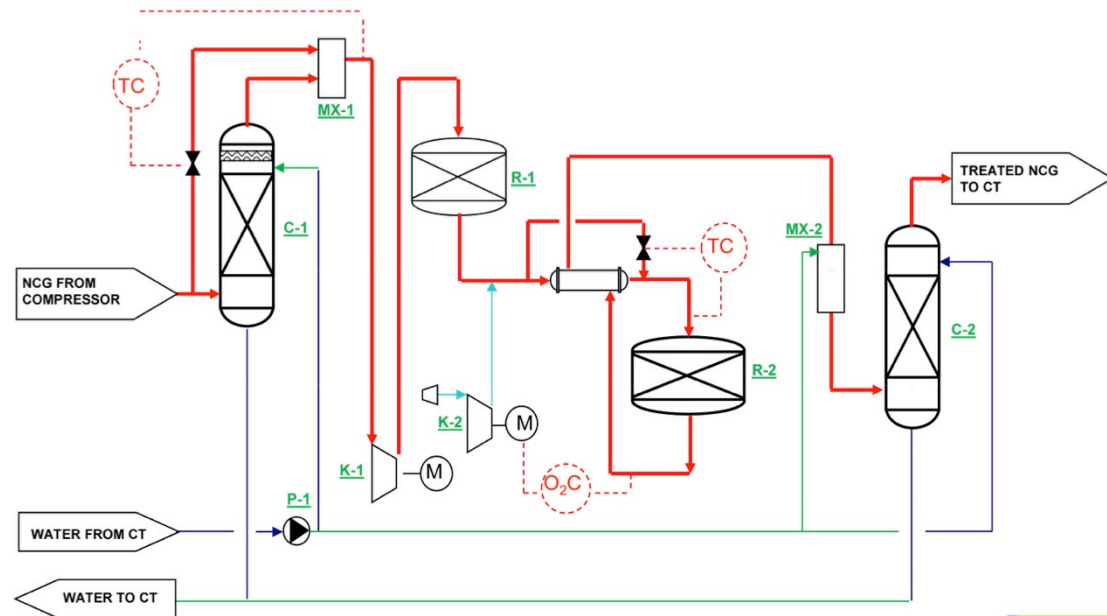 TC
MX-1
R-1
C-1
TREATED NCG
TO CT
MX-2
TC
NCG FROM
COMPRESSOR
C-2
R-2
K-2
M
K-1
M
O₂C
P-1
WATER FROM CT
WATER TO CT